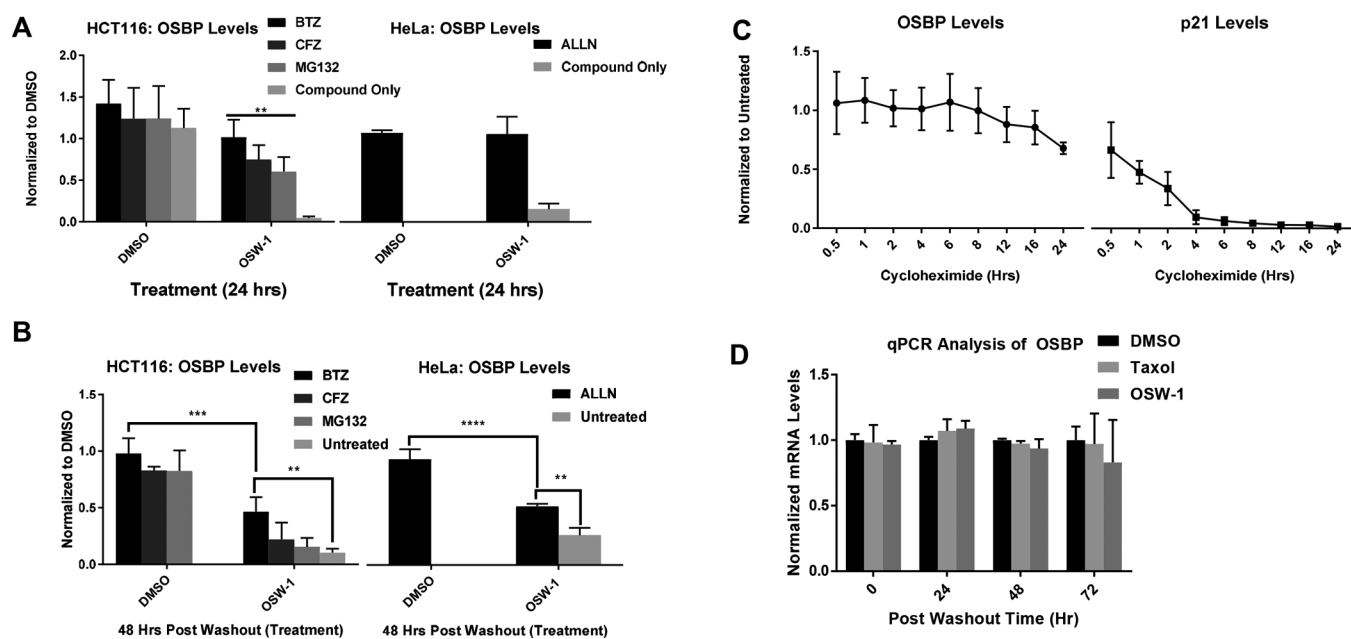 A
HCT116: OSBP Levels
BTZ
CFZ
MG132
Compound Only
Normalized to DMSO
2.0
1.5
1.0
0.5
0.0
**
DMSO
OSW-1
Treatment (24 hrs)
HeLa: OSBP Levels
ALLN
Compound Only
DMSO
OSW-1
Treatment (24 hrs)
B
HCT116: OSBP Levels
BTZ
CFZ
MG132
Untreated
Normalized to DMSO
1.0
0.5
0.0
***
**
DMSO
OSW-1
48 Hrs Post Washout (Treatment)
HeLa: OSBP Levels
ALLN
Untreated
****
**
DMSO
OSW-1
48 Hrs Post Washout (Treatment)
C
OSBP Levels
Normalized to Untreated
1.5
1.0
0.5
0.0
0.5 1 2 4 6 8 12 16 24
Cycloheximide (Hrs)
p21 Levels
0.5 1 2 4 6 8 12 16 24
Cycloheximide (Hrs)
D
qPCR Analysis of OSBP
DMSO
Taxol
OSW-1
Normalized mRNA Levels
1.5
1.0
0.5
0.0
0 24 48 72
Post Washout Time (Hr)